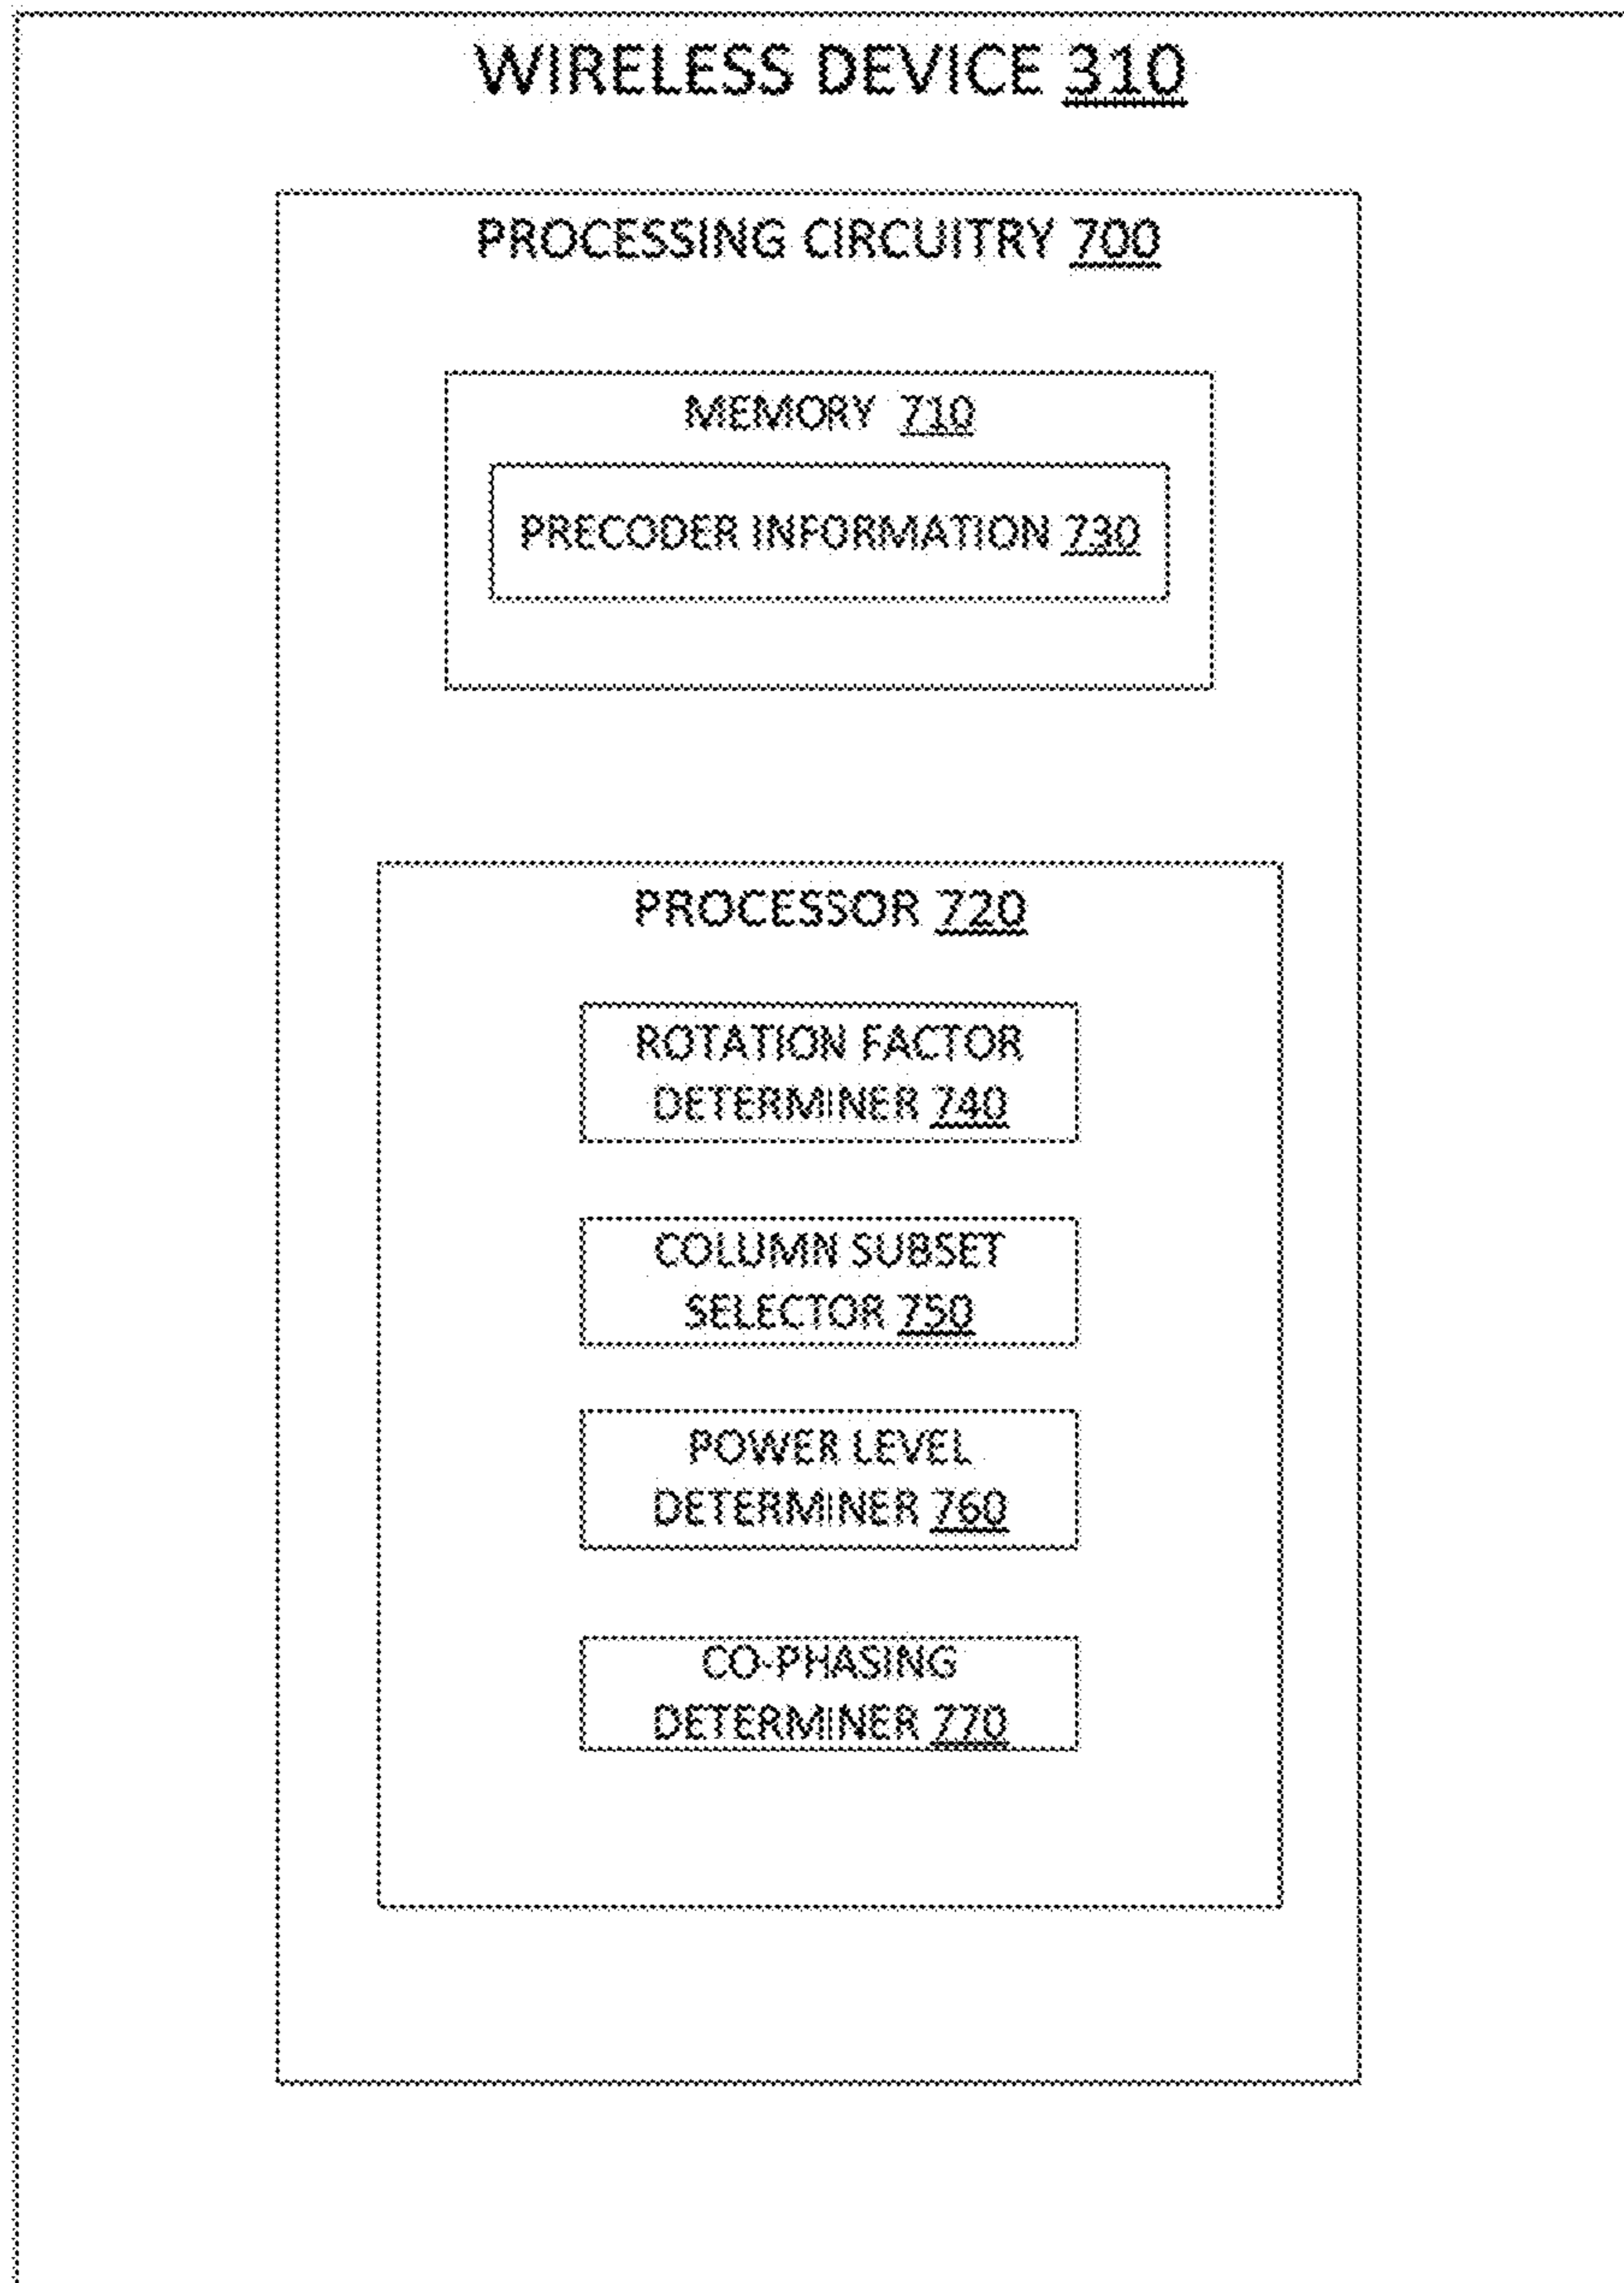 WIRELESS DEVICE 310
PROCESSING CIRCUITRY 700
MEMORY 710
PRECODER INFORMATION 730
PROCESSOR 720
ROTATION FACTOR
DETERMINER 740
COLUMN SUBSET
SELECTOR 750
POWER LEVEL
DETERMINER 760
CO-PHASING
DETERMINER 770